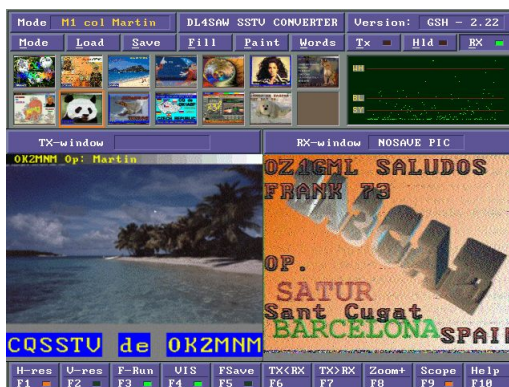 Mode M1 col Martin DL4SAW SSTV CONVERTER Version: GSH - 2.22
Mode Load Save Fill Paint Words Tx Hld RX
TX-window RX-window NOSAVE PIC
OK2MNM Op: Martin
CQSSTV de OK2MNM
OZ1GML SALUDOS
FRANK 73
OP.
SATUR
Sant Cugat
BARCELONA SPAI
H-res V-res F-Run VIS FSave TX<RX TX>RX Zoom+ Scope Help
F1 F2 F3 F4 F5 F6 F7 F8 F9 F10